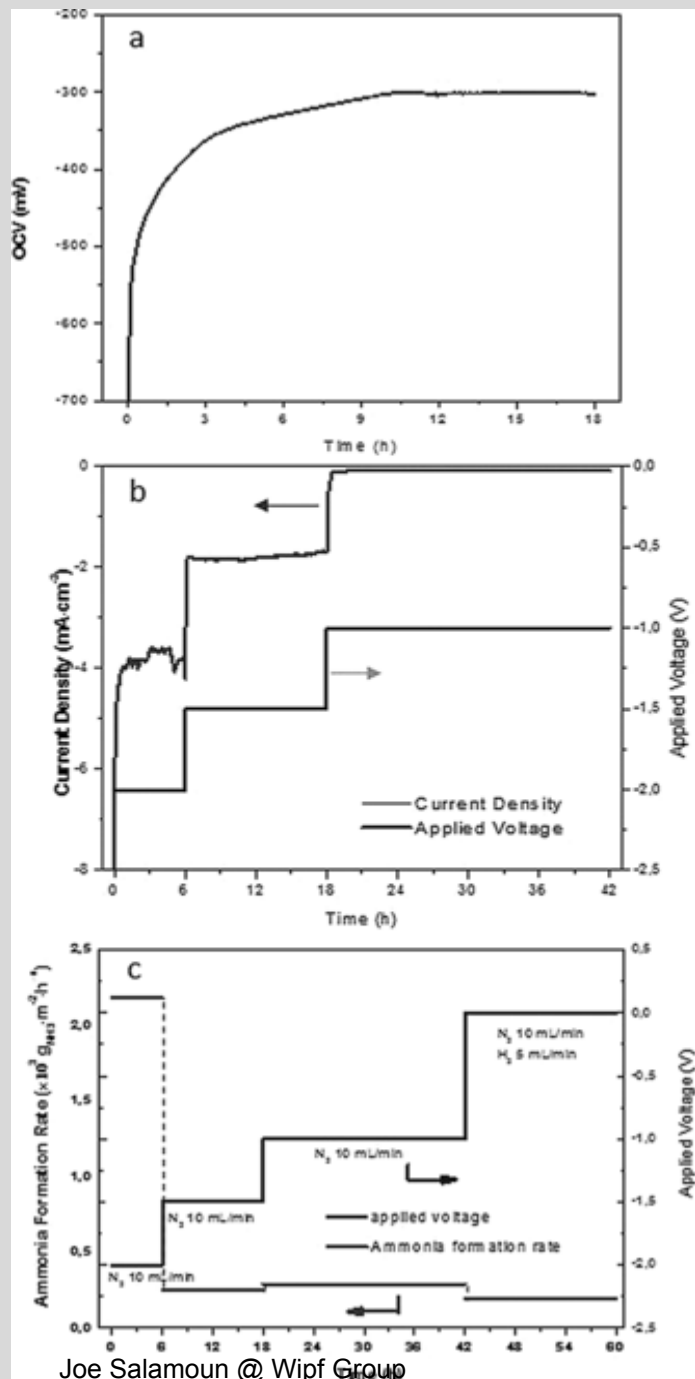 a
-200
-300
-400
-500
-600
-700
OCV (mV)
0 3 6 9 12 15 18
Time (h)
b
0
-2
-4
-6
-8
Current Density (mA·cm⁻²)
0,0
-0,5
-1,0
-1,5
-2,0
-2,5
Applied Voltage (V)
Current Density
Applied Voltage
0 6 12 18 24 30 36 42
Time (h)
c
2,5
2,0
1,5
1,0
0,5
0,0
Ammonia Formation Rate
0,5
0,0
-0,5
-1,0
-1,5
-2,0
-2,5
Applied Voltage (V)
N₂ 10 mL/min
H₂ 5 mL/min
N₂ 10 mL/min
N₂ 10 mL/min
applied voltage
Ammonia formation rate
N₂ 10 mL/min
0 6 12 18 24 30 36 42 48 54 60
Time (h)
Joe Salamoun @ Wipf Group